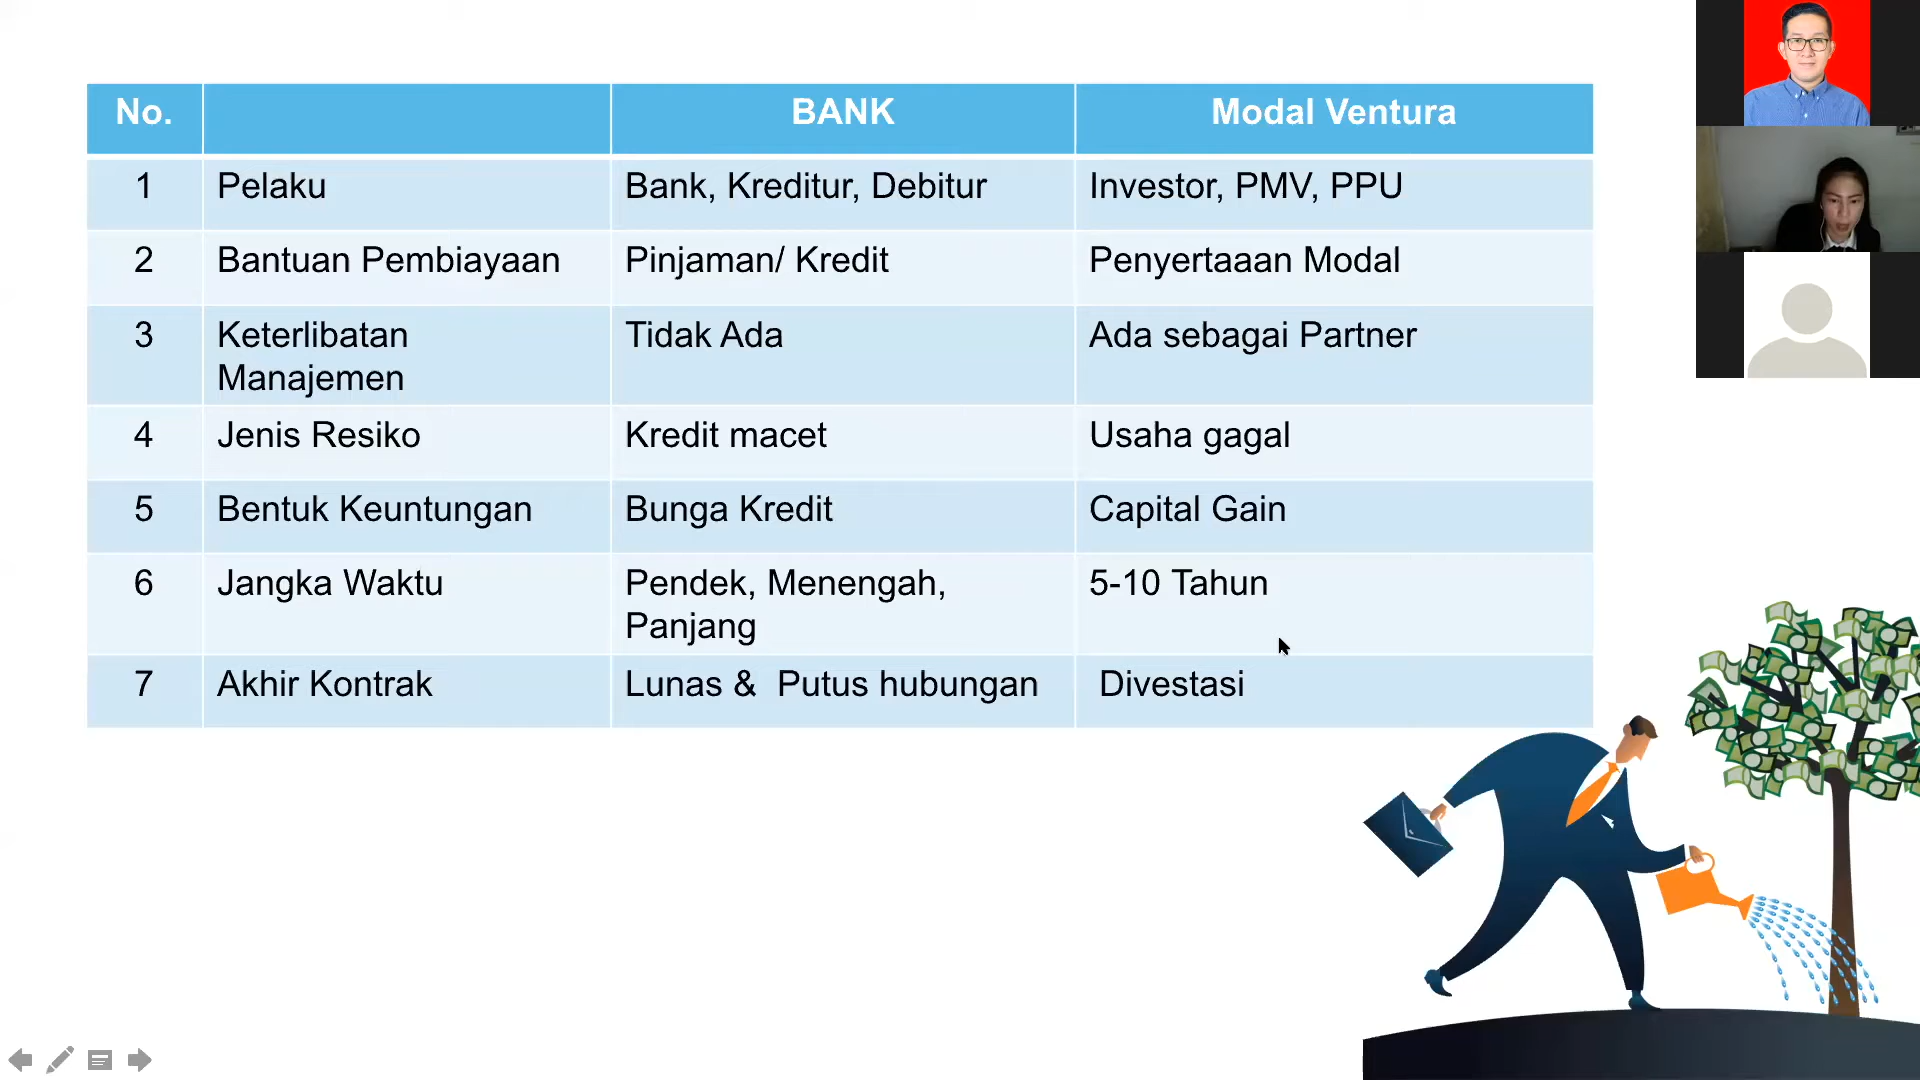 No. BANK Modal Ventura
1 Pelaku Bank, Kreditur, Debitur Investor, PMV, PPU
2 Bantuan Pembiayaan Pinjaman/ Kredit Penyertaaan Modal
3 Keterlibatan Tidak Ada Ada sebagai Partner
Manajemen
4 Jenis Resiko Kredit macet Usaha gagal
5 Bentuk Keuntungan Bunga Kredit Capital Gain
6 Jangka Waktu Pendek, Menengah, 5-10 Tahun
Panjang
7 Akhir Kontrak Lunas & Putus hubungan Divestasi